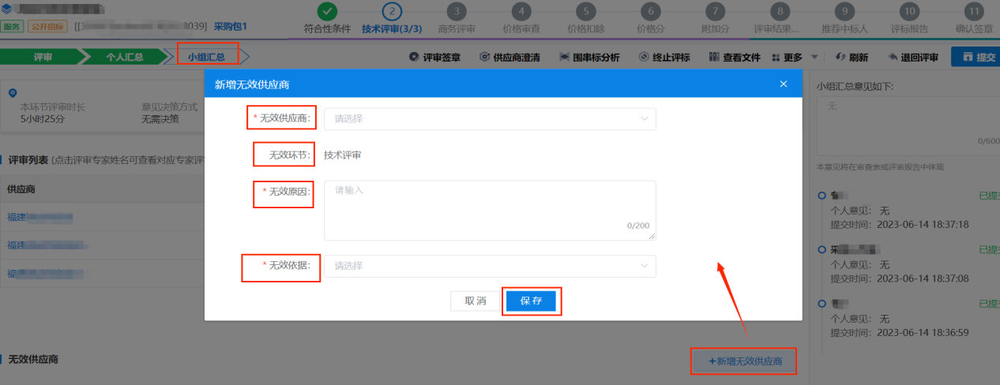 服务 公开招标 [[3 3039] 采购包1
1 符合性条件
2 技术评审(3/3)
3 商务评审
4 价格审查
5 价格扣除
6 价格分
7 附加分
8 评审结果...
9 推荐中标人
10 评标报告
11 确认签章
评审 个人汇总 小组汇总
评审签章 供应商澄清 围串标分析 终止评标 查看文件 更多 刷新 退回评审 提交
本环节评审时长 意见决策方式
5小时25分 无需决策
评审列表 (点击评审专家姓名可查看对应专家评
供应商
福建
福建
福
新增无效供应商 ×
* 无效供应商: 请选择
无效环节: 技术评审
* 无效原因: 请输入
0/200
* 无效依据: 请选择
取消 保存
无效供应商 +新增无效供应商
小组汇总意见如下:
无
0/600
本意见将在审查表或评审报告中体现
已提
个人意见: 无
提交时间: 2023-06-14 18:37:18
采 已提
个人意见: 无
提交时间: 2023-06-14 18:37:08
已提
个人意见: 无
提交时间: 2023-06-14 18:36:59